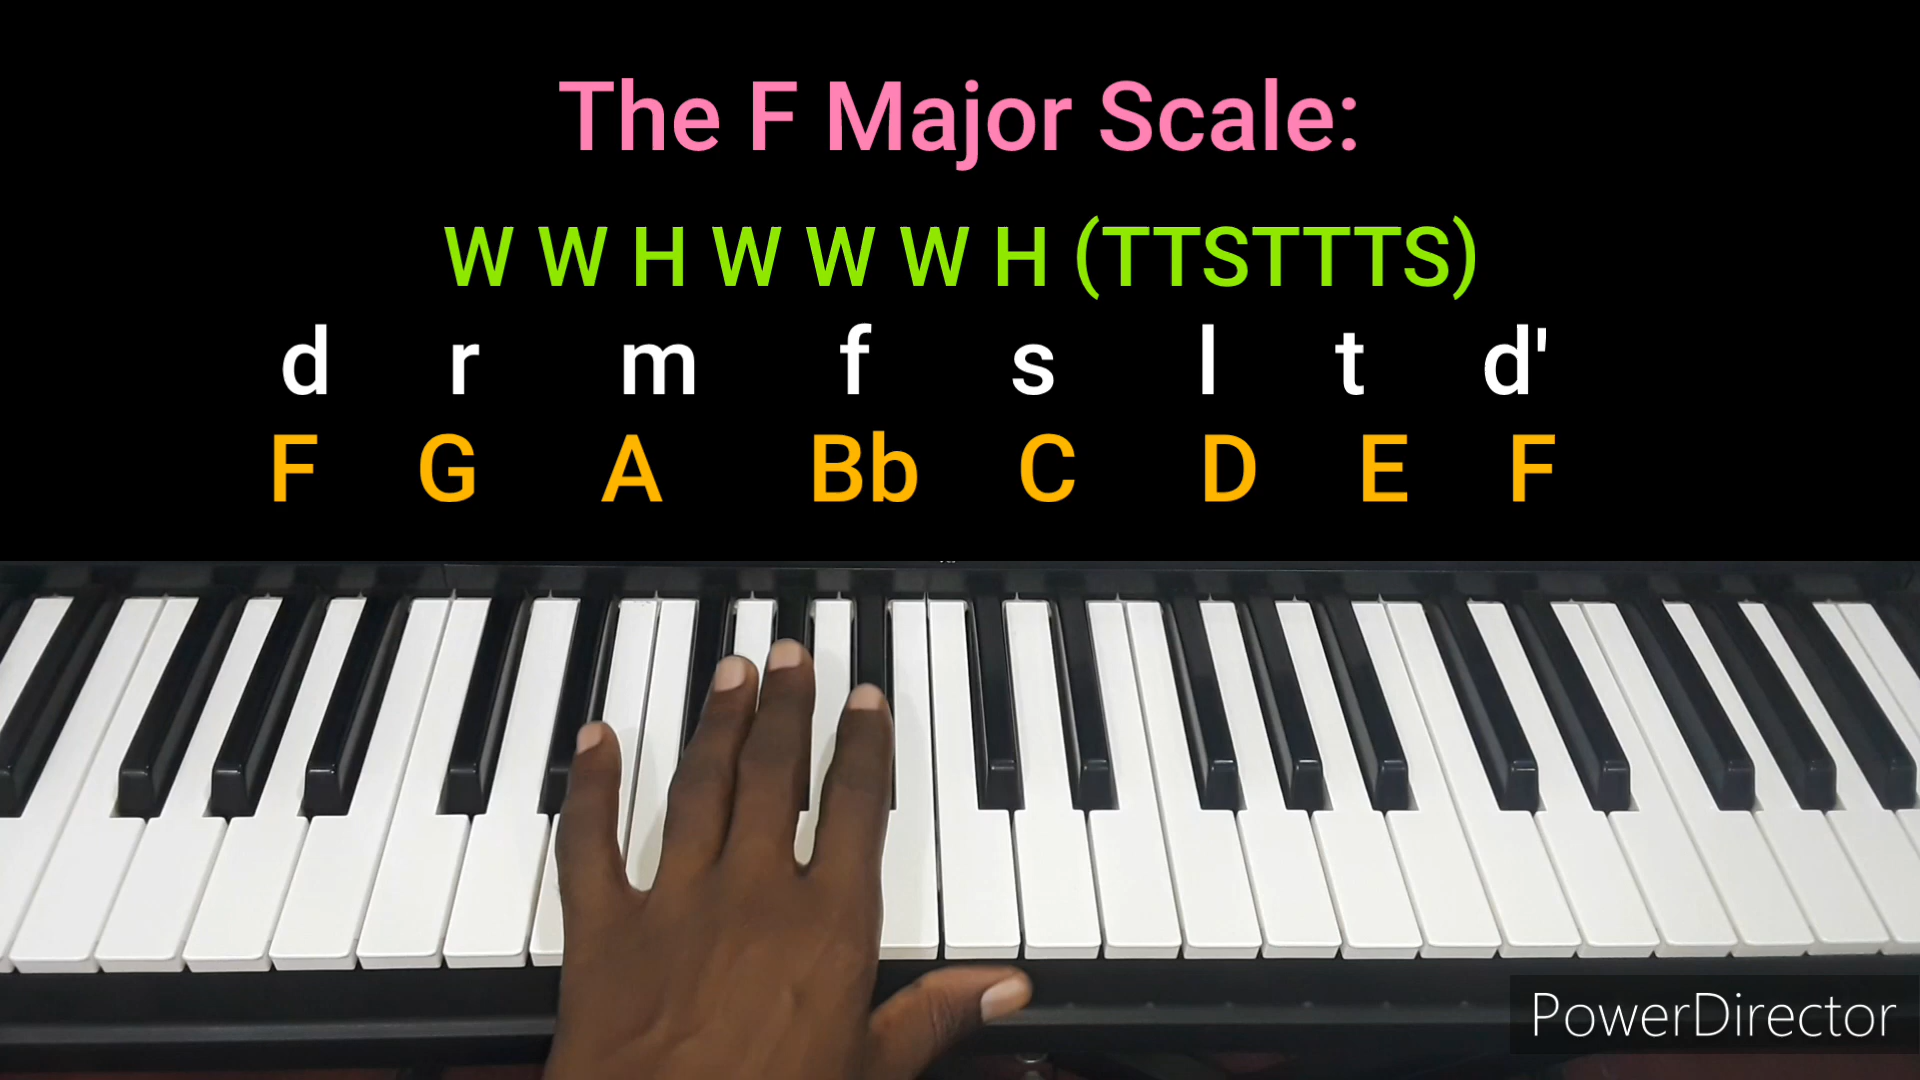 The F Major Scale:
W W H W W W H (TTSTTTS)
d r m f s l t d'
F G A Bb C D E F
PowerDirector